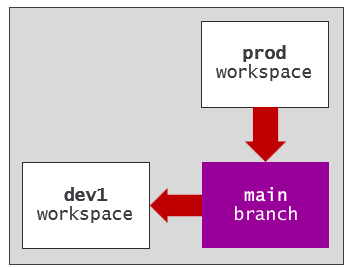 prod
workspace
dev1
workspace
main
branch